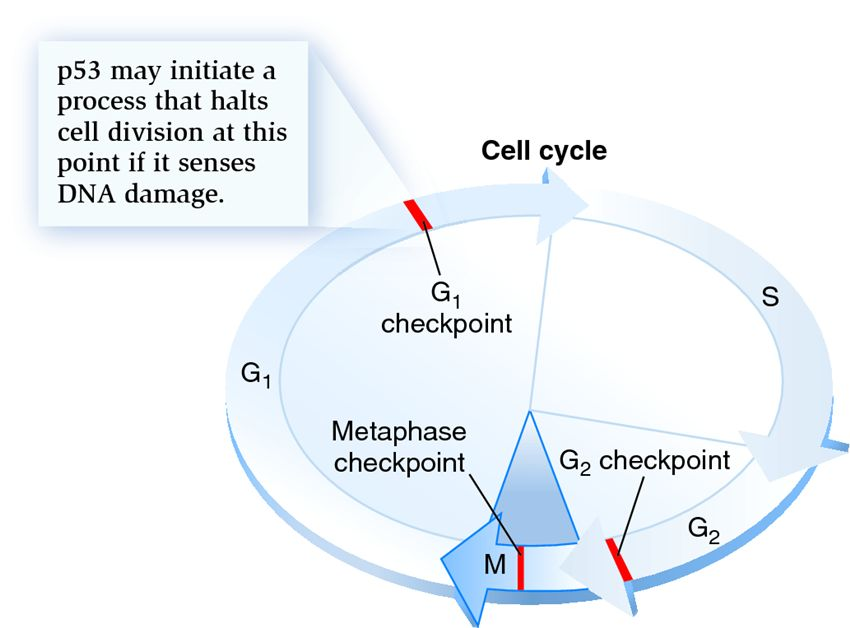 p53 may initiate a
process that halts
cell division at this
point if it senses
DNA damage.
Cell cycle
G₁
checkpoint
S
G₁
Metaphase
checkpoint
G₂ checkpoint
G₂
M